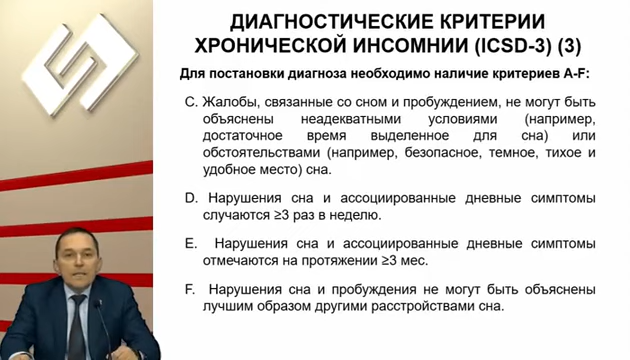 ДИАГНОСТИЧЕСКИЕ КРИТЕРИИ
ХРОНИЧЕСКОЙ ИНСОМНИИ (ICSD-3) (3)
Для постановки диагноза необходимо наличие критериев A-F:
C. Жалобы, связанные со сном и пробуждением, не могут быть
объяснены неадекватными условиями (например,
достаточное время выделенное для сна) или
обстоятельствами (например, безопасное, темное, тихое и
удобное место) сна.
D. Нарушения сна и ассоциированные дневные симптомы
случаются ≥3 раз в неделю.
E. Нарушения сна и ассоциированные дневные симптомы
отмечаются на протяжении ≥3 мес.
F. Нарушения сна и пробуждения не могут быть объяснены
лучшим образом другими расстройствами сна.